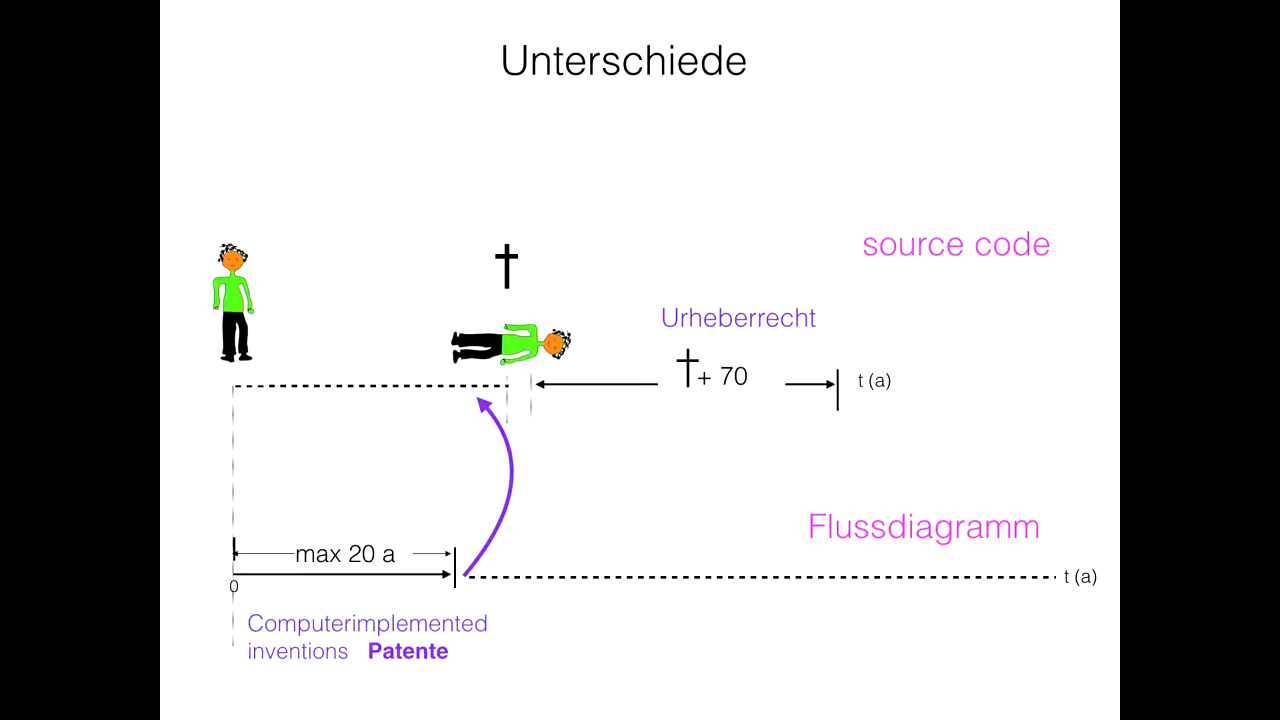 Unterschiede
source code
†
Urheberrecht
†+ 70
t (a)
Flussdiagramm
max 20 a
0
t (a)
Computerimplemented
inventions Patente